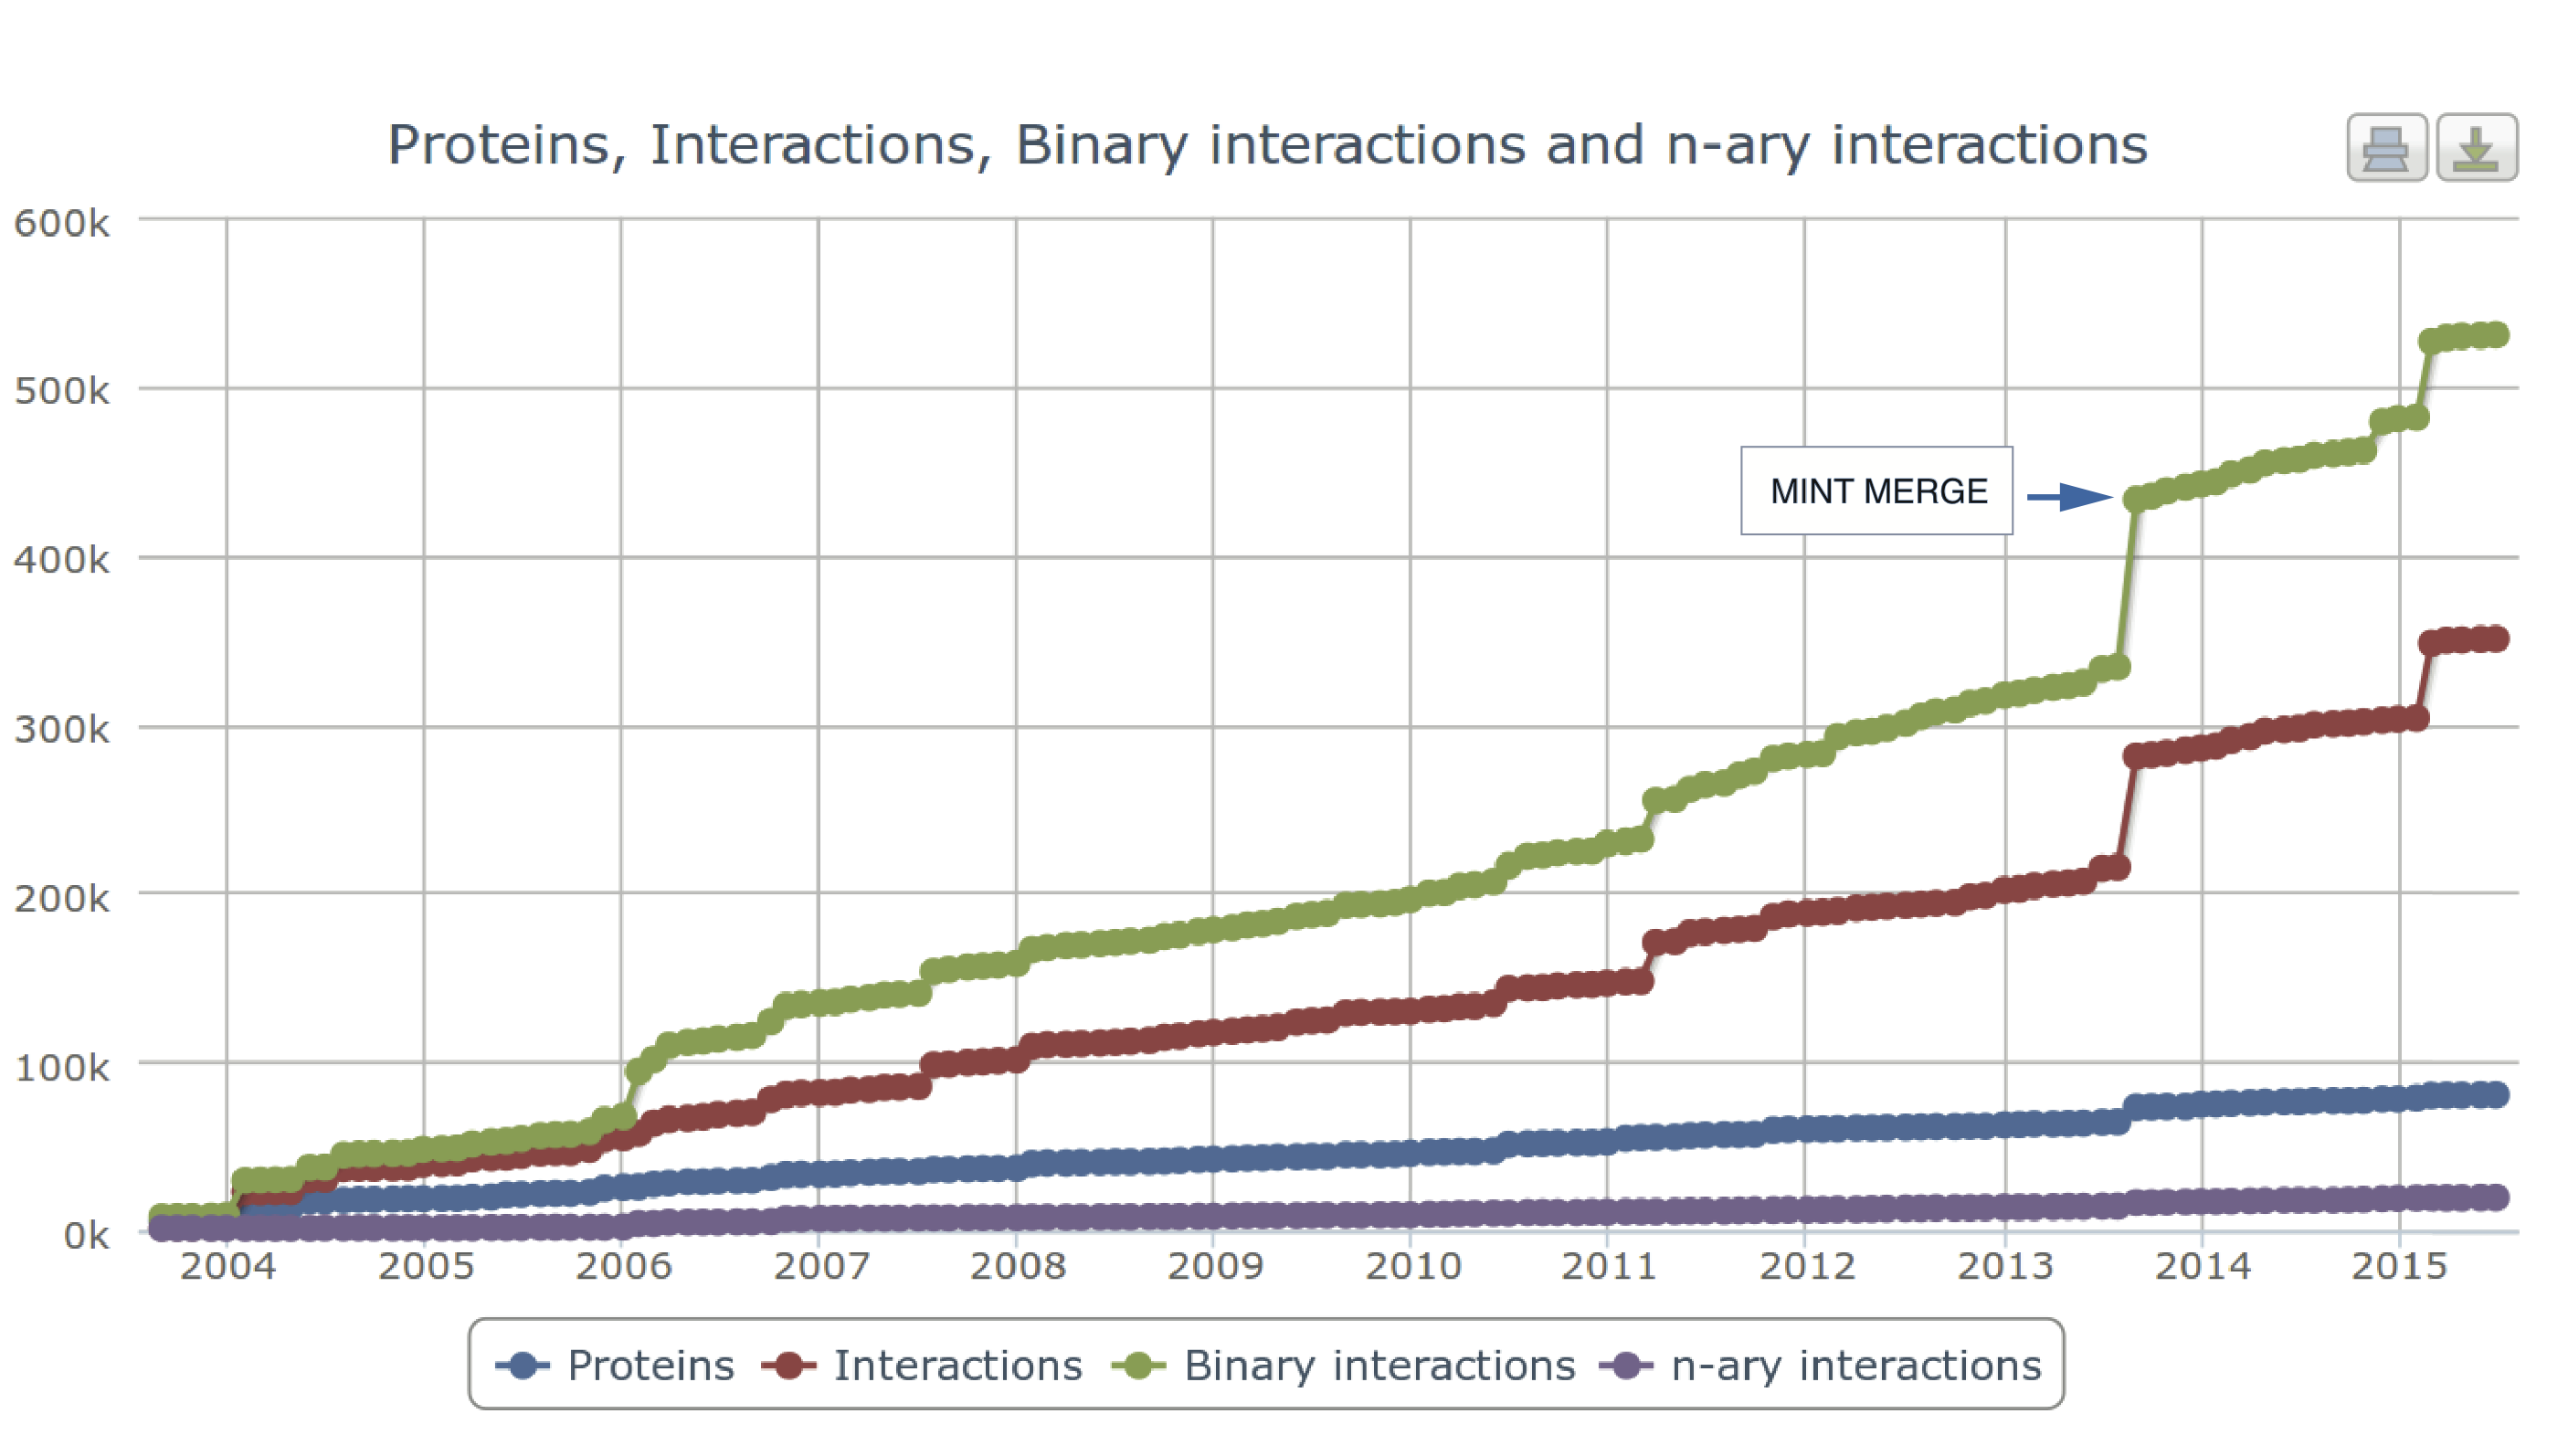 Proteins, Interactions, Binary interactions and n-ary interactions
600k
500k
400k
MINT MERGE
300k
200k
100k
0k
2004 2005 2006 2007 2008 2009 2010 2011 2012 2013 2014 2015
Proteins Interactions Binary interactions n-ary interactions